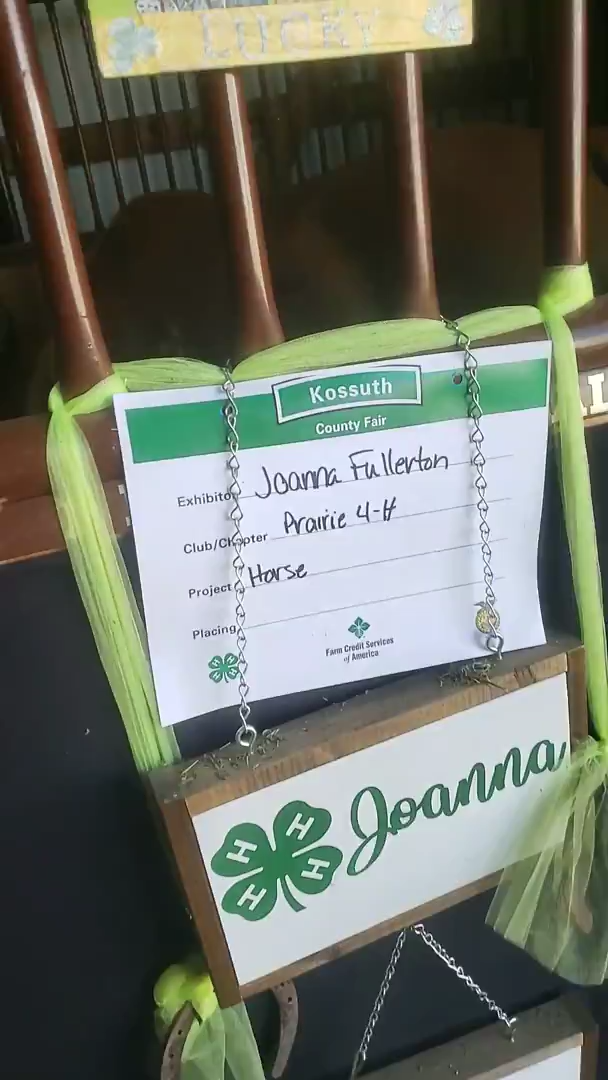 LUCKY
Kossuth
County Fair
Exhibitor Joanna Fullerton
Club/Chapter Prairie 4-H
Project Horse
Placing
Farm Credit Services
of America
H H H H
Joanna